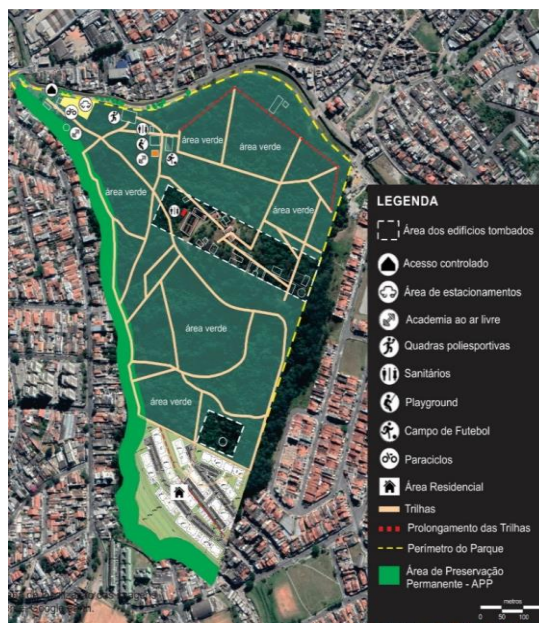 área verde
área verde
área verde
área verde
área verde
área verde
LEGENDA
Área dos edifícios tombados
Acesso controlado
Área de estacionamentos
Academia ao ar livre
Quadras poliesportivas
Sanitários
Playground
Campo de Futebol
Paraciclos
Área Residencial
Trilhas
Prolongamento das Trilhas
Perímetro do Parque
Área de Preservação
Permanente - APP
metros
0 50 100